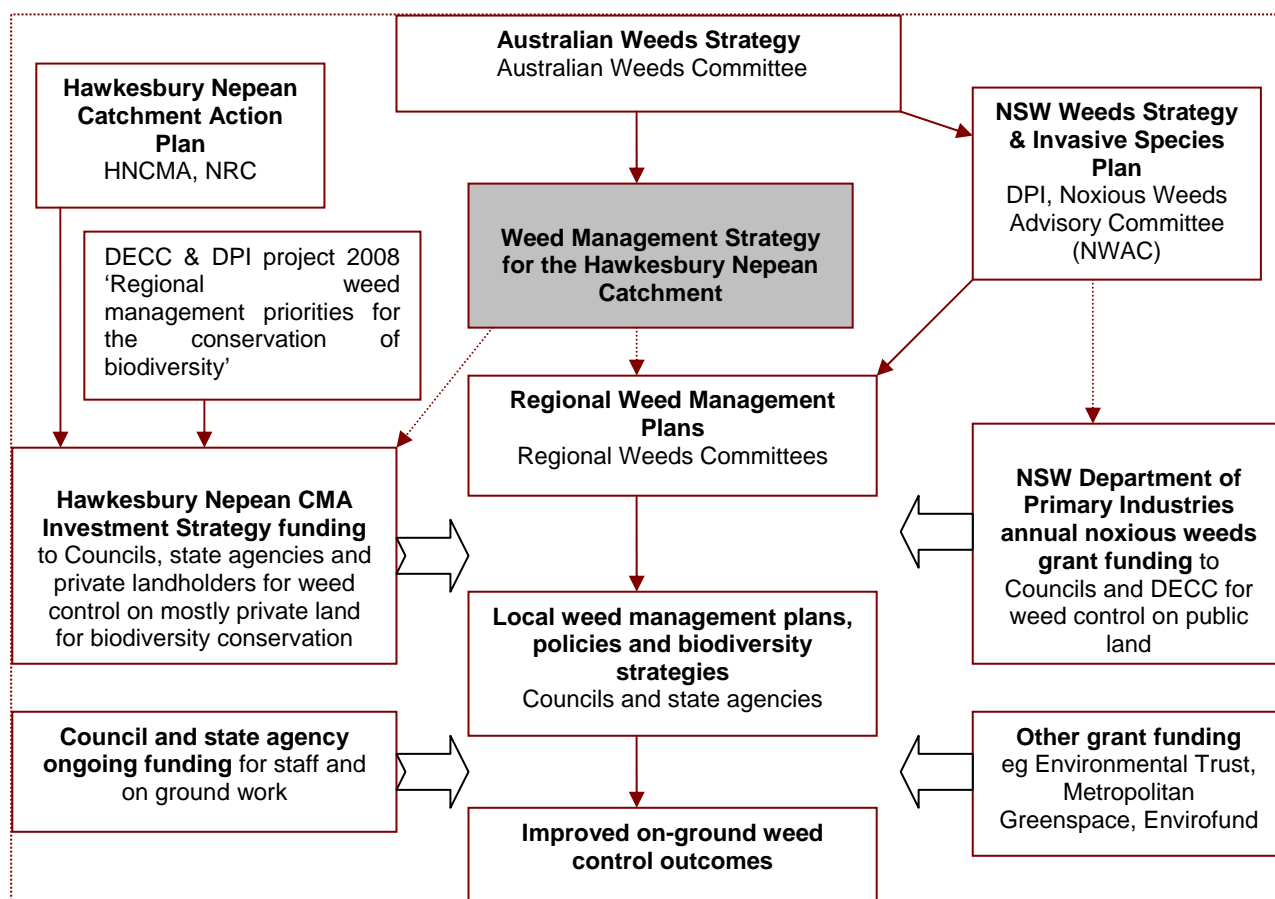 Australian Weeds Strategy
Australian Weeds Committee
Hawkesbury Nepean
Catchment Action
Plan
HNCMA, NRC
NSW Weeds Strategy
& Invasive Species
Plan
DPI, Noxious Weeds
Advisory Committee
(NWAC)
Weed Management Strategy
for the Hawkesbury Nepean
Catchment
DECC & DPI project 2008
‘Regional weed
management priorities for
the conservation of
biodiversity’
Regional Weed Management
Plans
Regional Weeds Committees
Hawkesbury Nepean CMA
Investment Strategy funding
to Councils, state agencies and
private landholders for weed
control on mostly private land
for biodiversity conservation
NSW Department of
Primary Industries
annual noxious weeds
grant funding to
Councils and DECC for
weed control on public
land
Local weed management plans,
policies and biodiversity
strategies
Councils and state agencies
Council and state agency
ongoing funding for staff and
on ground work
Other grant funding
eg Environmental Trust,
Metropolitan
Greenspace, Envirofund
Improved on-ground weed
control outcomes